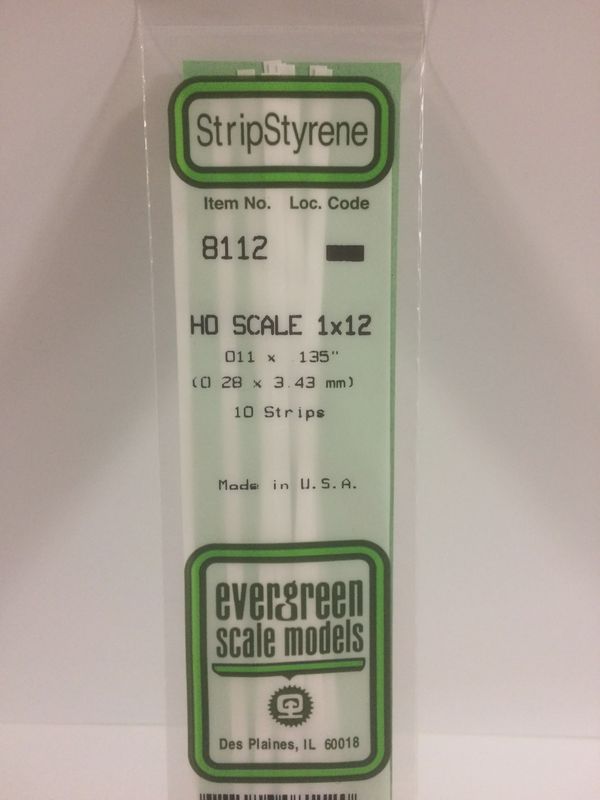 StripStyrene
Item No. Loc. Code
8112
HO SCALE 1x12
.011 x .135"
(0.28 x 3.43 mm)
10 Strips
Made in U.S.A.
evergreen
scale models
Des Plaines, IL 60018